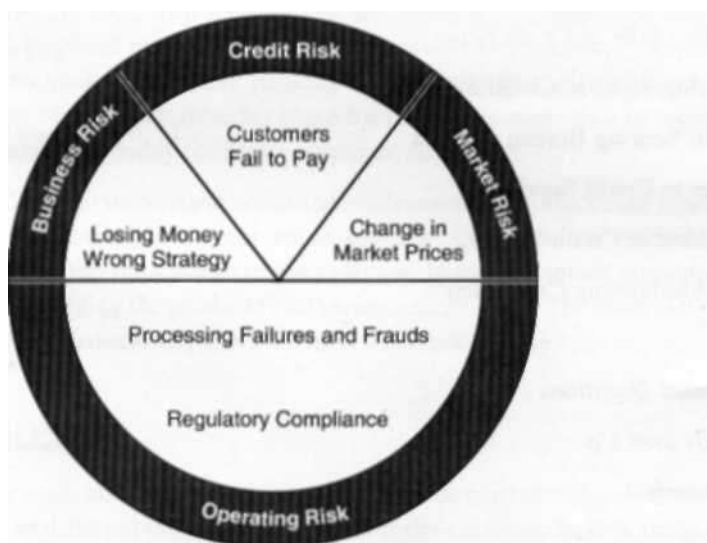 Credit Risk
Business Risk
Market Risk
Customers
Fail to Pay
Losing Money
Wrong Strategy
Change in
Market Prices
Processing Failures and Frauds
Regulatory Compliance
Operating Risk